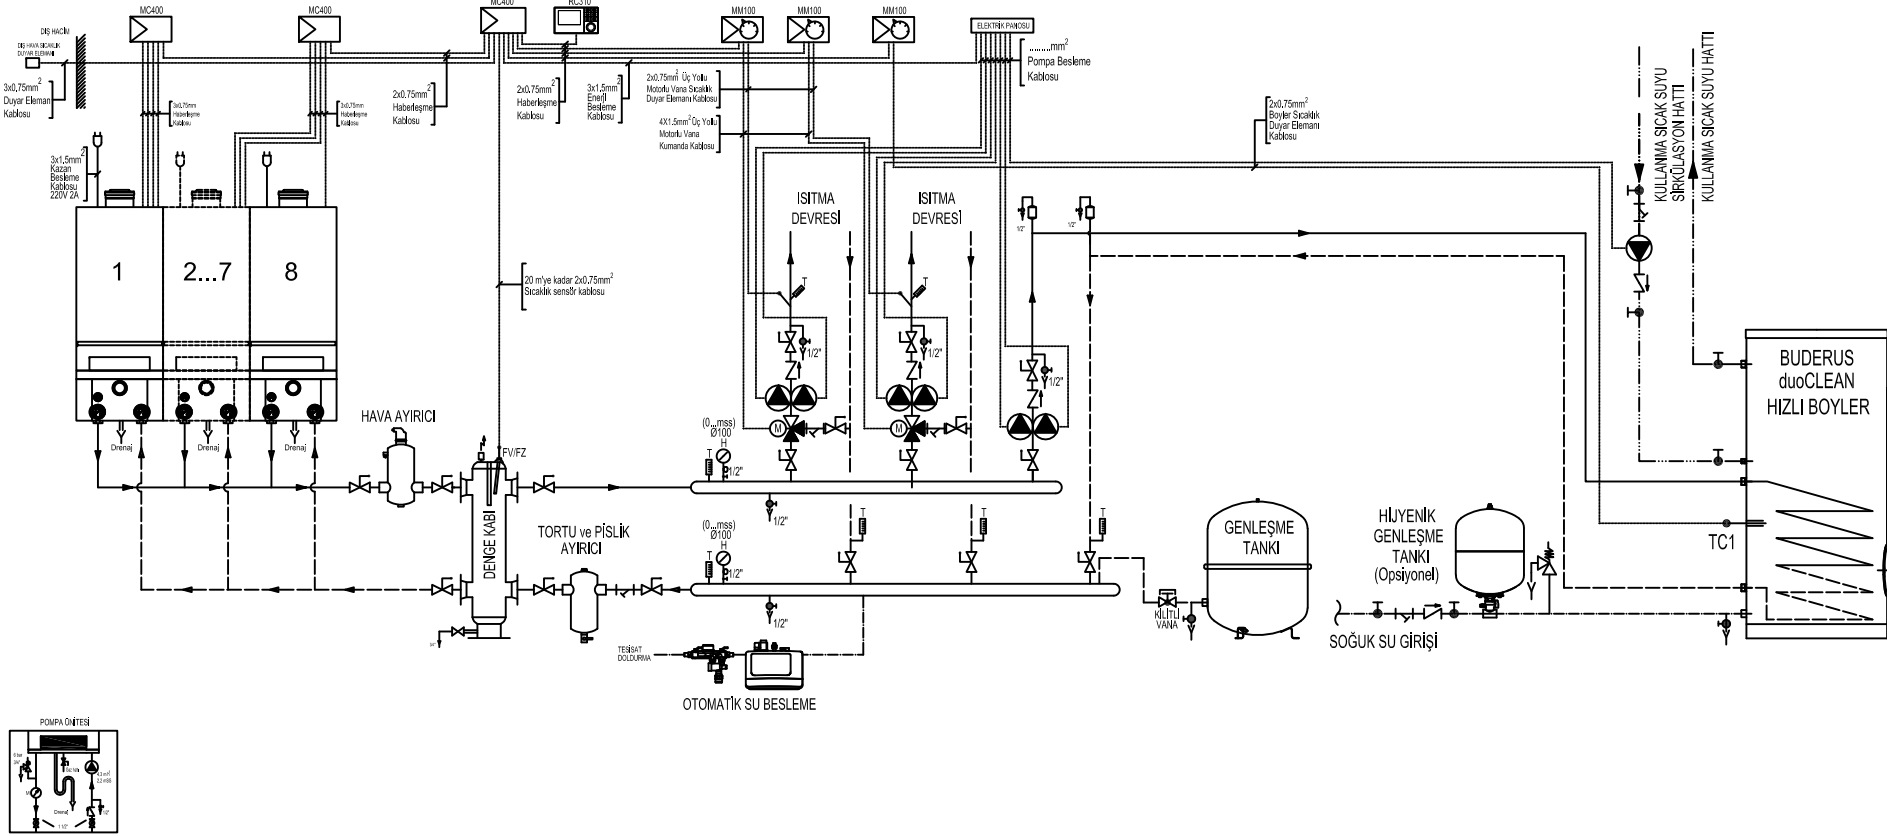 MC400
MC400
MC400
RC310
MM100
MM100
MM100
ELEKTRİK PANOSU
DIŞ HACİM
DIŞ HAVA SICAKLIK
DUYAR ELEMANI
3x0,75mm²
Duyar Eleman
Kablosu
3x0,75mm
Haberleşme
Kablosu
3x0,75mm
Haberleşme
Kablosu
2x0.75mm²
Haberleşme
Kablosu
2x0.75mm²
Haberleşme
Kablosu
3x1,5mm²
Enerji
Besleme
Kablosu
2x0.75mm² Üç Yollu
Motorlu Vana Sıcaklık
Duyar Elemanı Kablosu
4X1.5mm² Üç Yollu
Motorlu Vana
Kumanda Kablosu
.........mm²
Pompa Besleme
Kablosu
2x0.75mm²
Boyler Sıcaklık
Duyar Elemanı
Kablosu
KULLANMA SICAK SUYU
SİRKÜLASYON HATTI
KULLANMA SICAK SUYU HATTI
3x1,5mm²
Kazan
Besleme
Kablosu
220V 2A
ISITMA
DEVRESİ
ISITMA
DEVRESİ
1/2"
1/2"
T
T
1
2...7
8
20 m'ye kadar 2x0.75mm²
Sıcaklık sensör kablosu
1/2"
1/2"
1/2"
BUDERUS
duoCLEAN
HIZLI BOYLER
M
M
Drenaj
Drenaj
Drenaj
HAVA AYIRICI
FV/FZ
(0...mss)
Ø100
H
T
1/2"
1/2"
DENGE KABI
TORTU ve PİSLİK
AYIRICI
(0...mss)
Ø100
H
T
1/2"
1/2"
T
T
T
GENLEŞME
TANKI
HİJYENİK
GENLEŞME
TANKI
(Opsiyonel)
TC1
KİLİTLİ
VANA
SOĞUK SU GİRİŞİ
3/4"
TESİSAT
DOLDURMA
OTOMATİK SU BESLEME
POMPA ÜNİTESİ
Drenaj
1 1/2"
1/2"